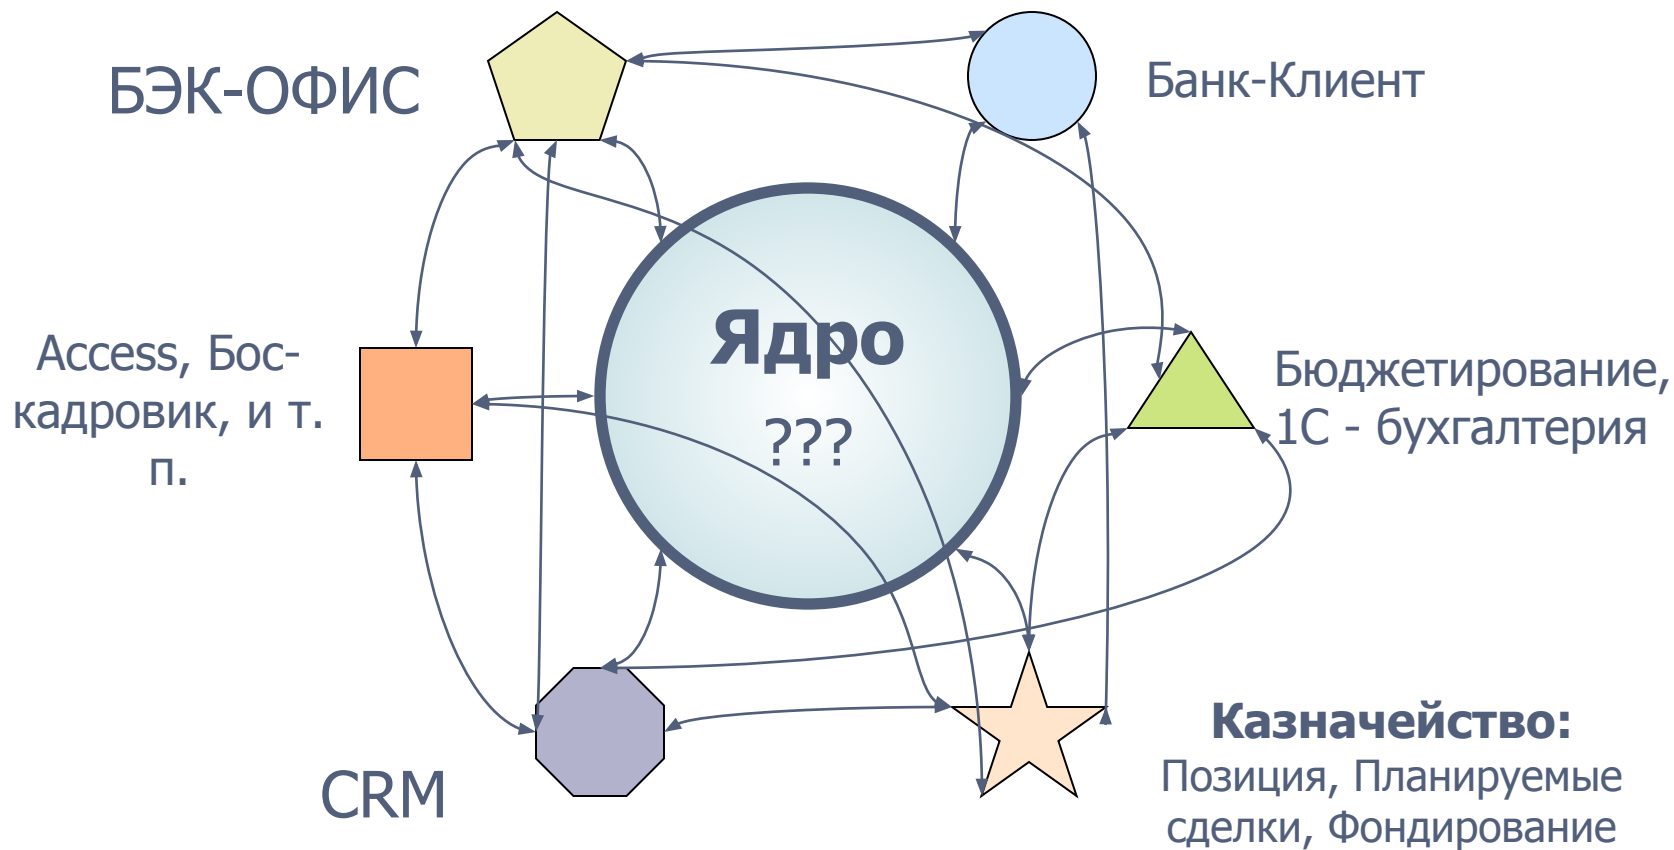 БЭК-ОФИС
Банк-Клиент
Ядро
???
Access, Бос-
кадровик, и т.
п.
Бюджетирование,
1С - бухгалтерия
CRM
Казначейство:
Позиция, Планируемые
сделки, Фондирование